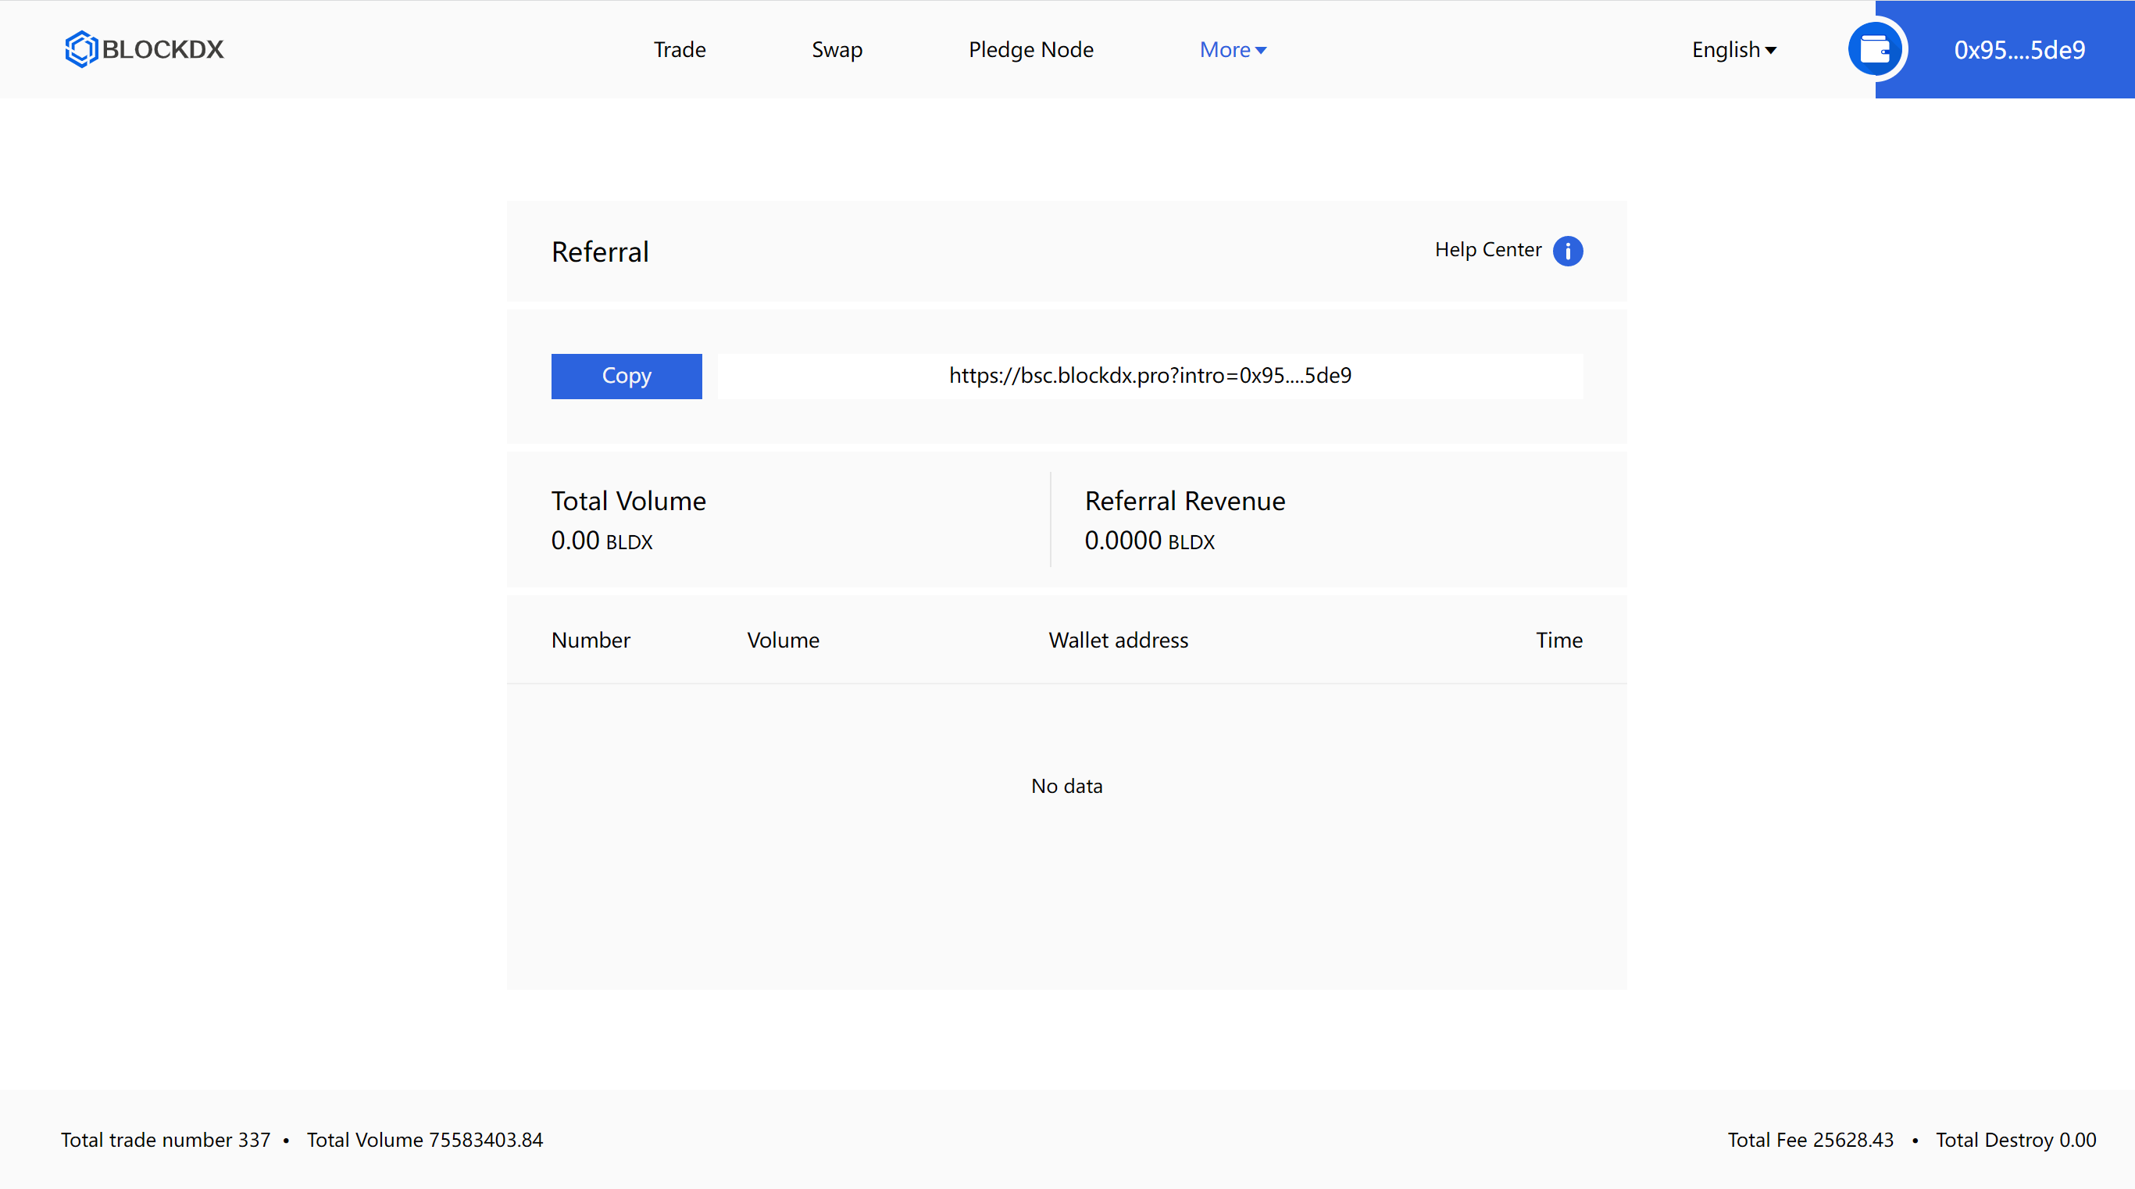 BLOCKDX
Trade Swap Pledge Node More English 0x95....5de9
Referral Help Center
Copy https://bsc.blockdx.pro?intro=0x95....5de9
Total Volume Referral Revenue
0.00 BLDX 0.0000 BLDX
Number Volume Wallet address Time
No data
Total trade number 337 • Total Volume 75583403.84 Total Fee 25628.43 • Total Destroy 0.00